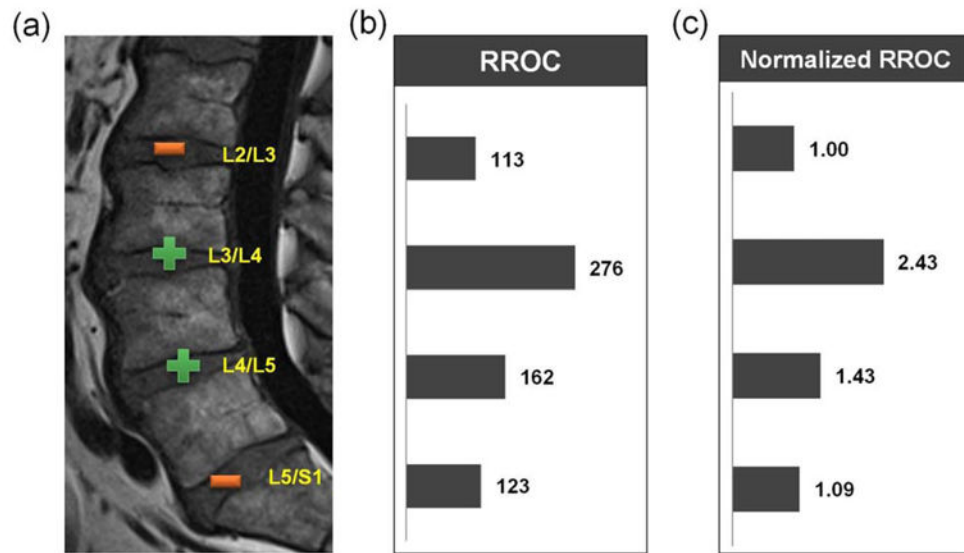 (a)
L2/L3
L3/L4
L4/L5
L5/S1
(b)
RROC
113
276
162
123
(c)
Normalized RROC
1.00
2.43
1.43
1.09